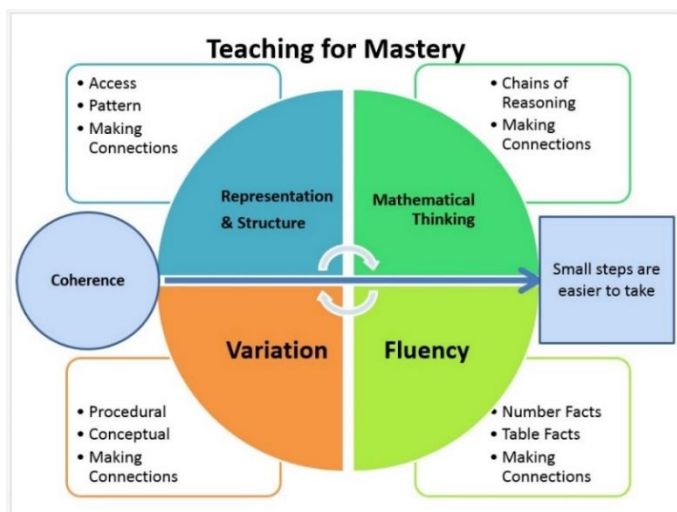 Teaching for Mastery
• Access
• Pattern
• Making
Connections
• Chains of
Reasoning
• Making
Connections
Representation
& Structure
Mathematical
Thinking
Coherence
Small steps are
easier to take
Variation
Fluency
• Procedural
• Conceptual
• Making
Connections
• Number Facts
• Table Facts
• Making
Connections